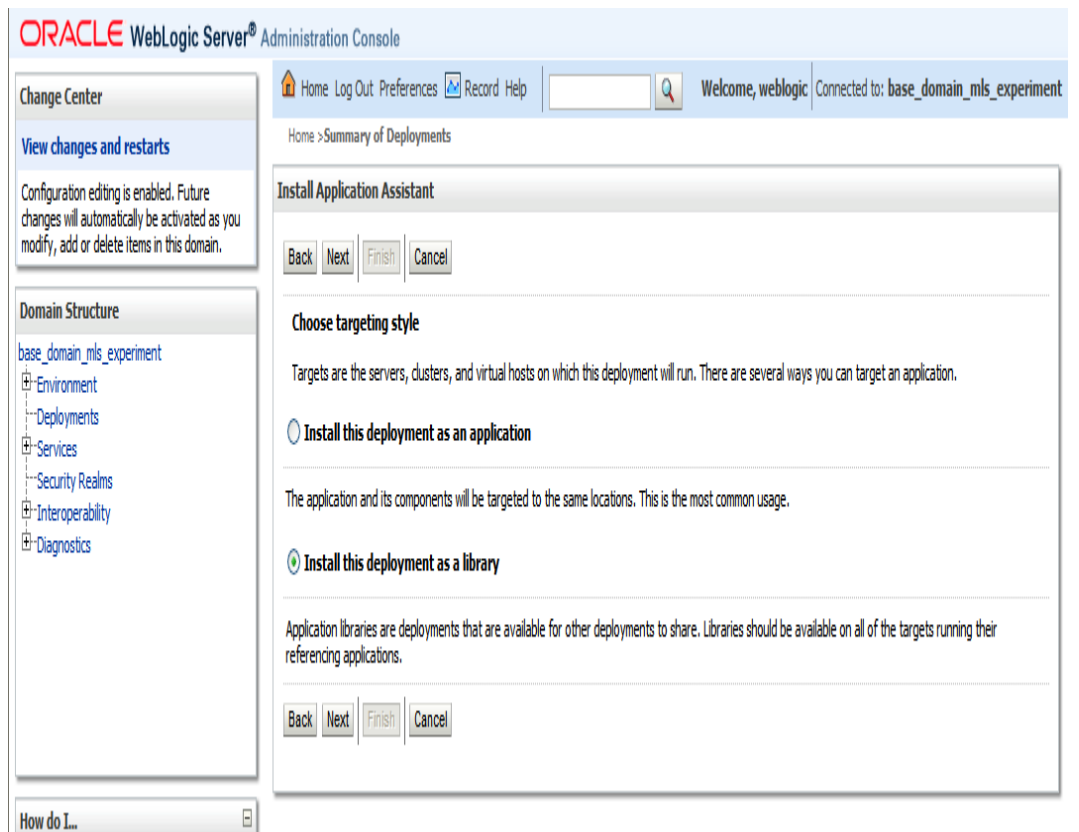 ORACLE WebLogic Server® Administration Console
Change Center
View changes and restarts
Configuration editing is enabled. Future
changes will automatically be activated as you
modify, add or delete items in this domain.
Domain Structure
base_domain_mls_experiment
Environment
Deployments
Services
Security Realms
Interoperability
Diagnostics
How do I...
Home Log Out Preferences Record Help
Welcome, weblogic Connected to: base_domain_mls_experiment
Home >Summary of Deployments
Install Application Assistant
Back Next Finish Cancel
Choose targeting style
Targets are the servers, clusters, and virtual hosts on which this deployment will run. There are several ways you can target an application.
Install this deployment as an application
The application and its components will be targeted to the same locations. This is the most common usage.
Install this deployment as a library
Application libraries are deployments that are available for other deployments to share. Libraries should be available on all of the targets running their
referencing applications.
Back Next Finish Cancel